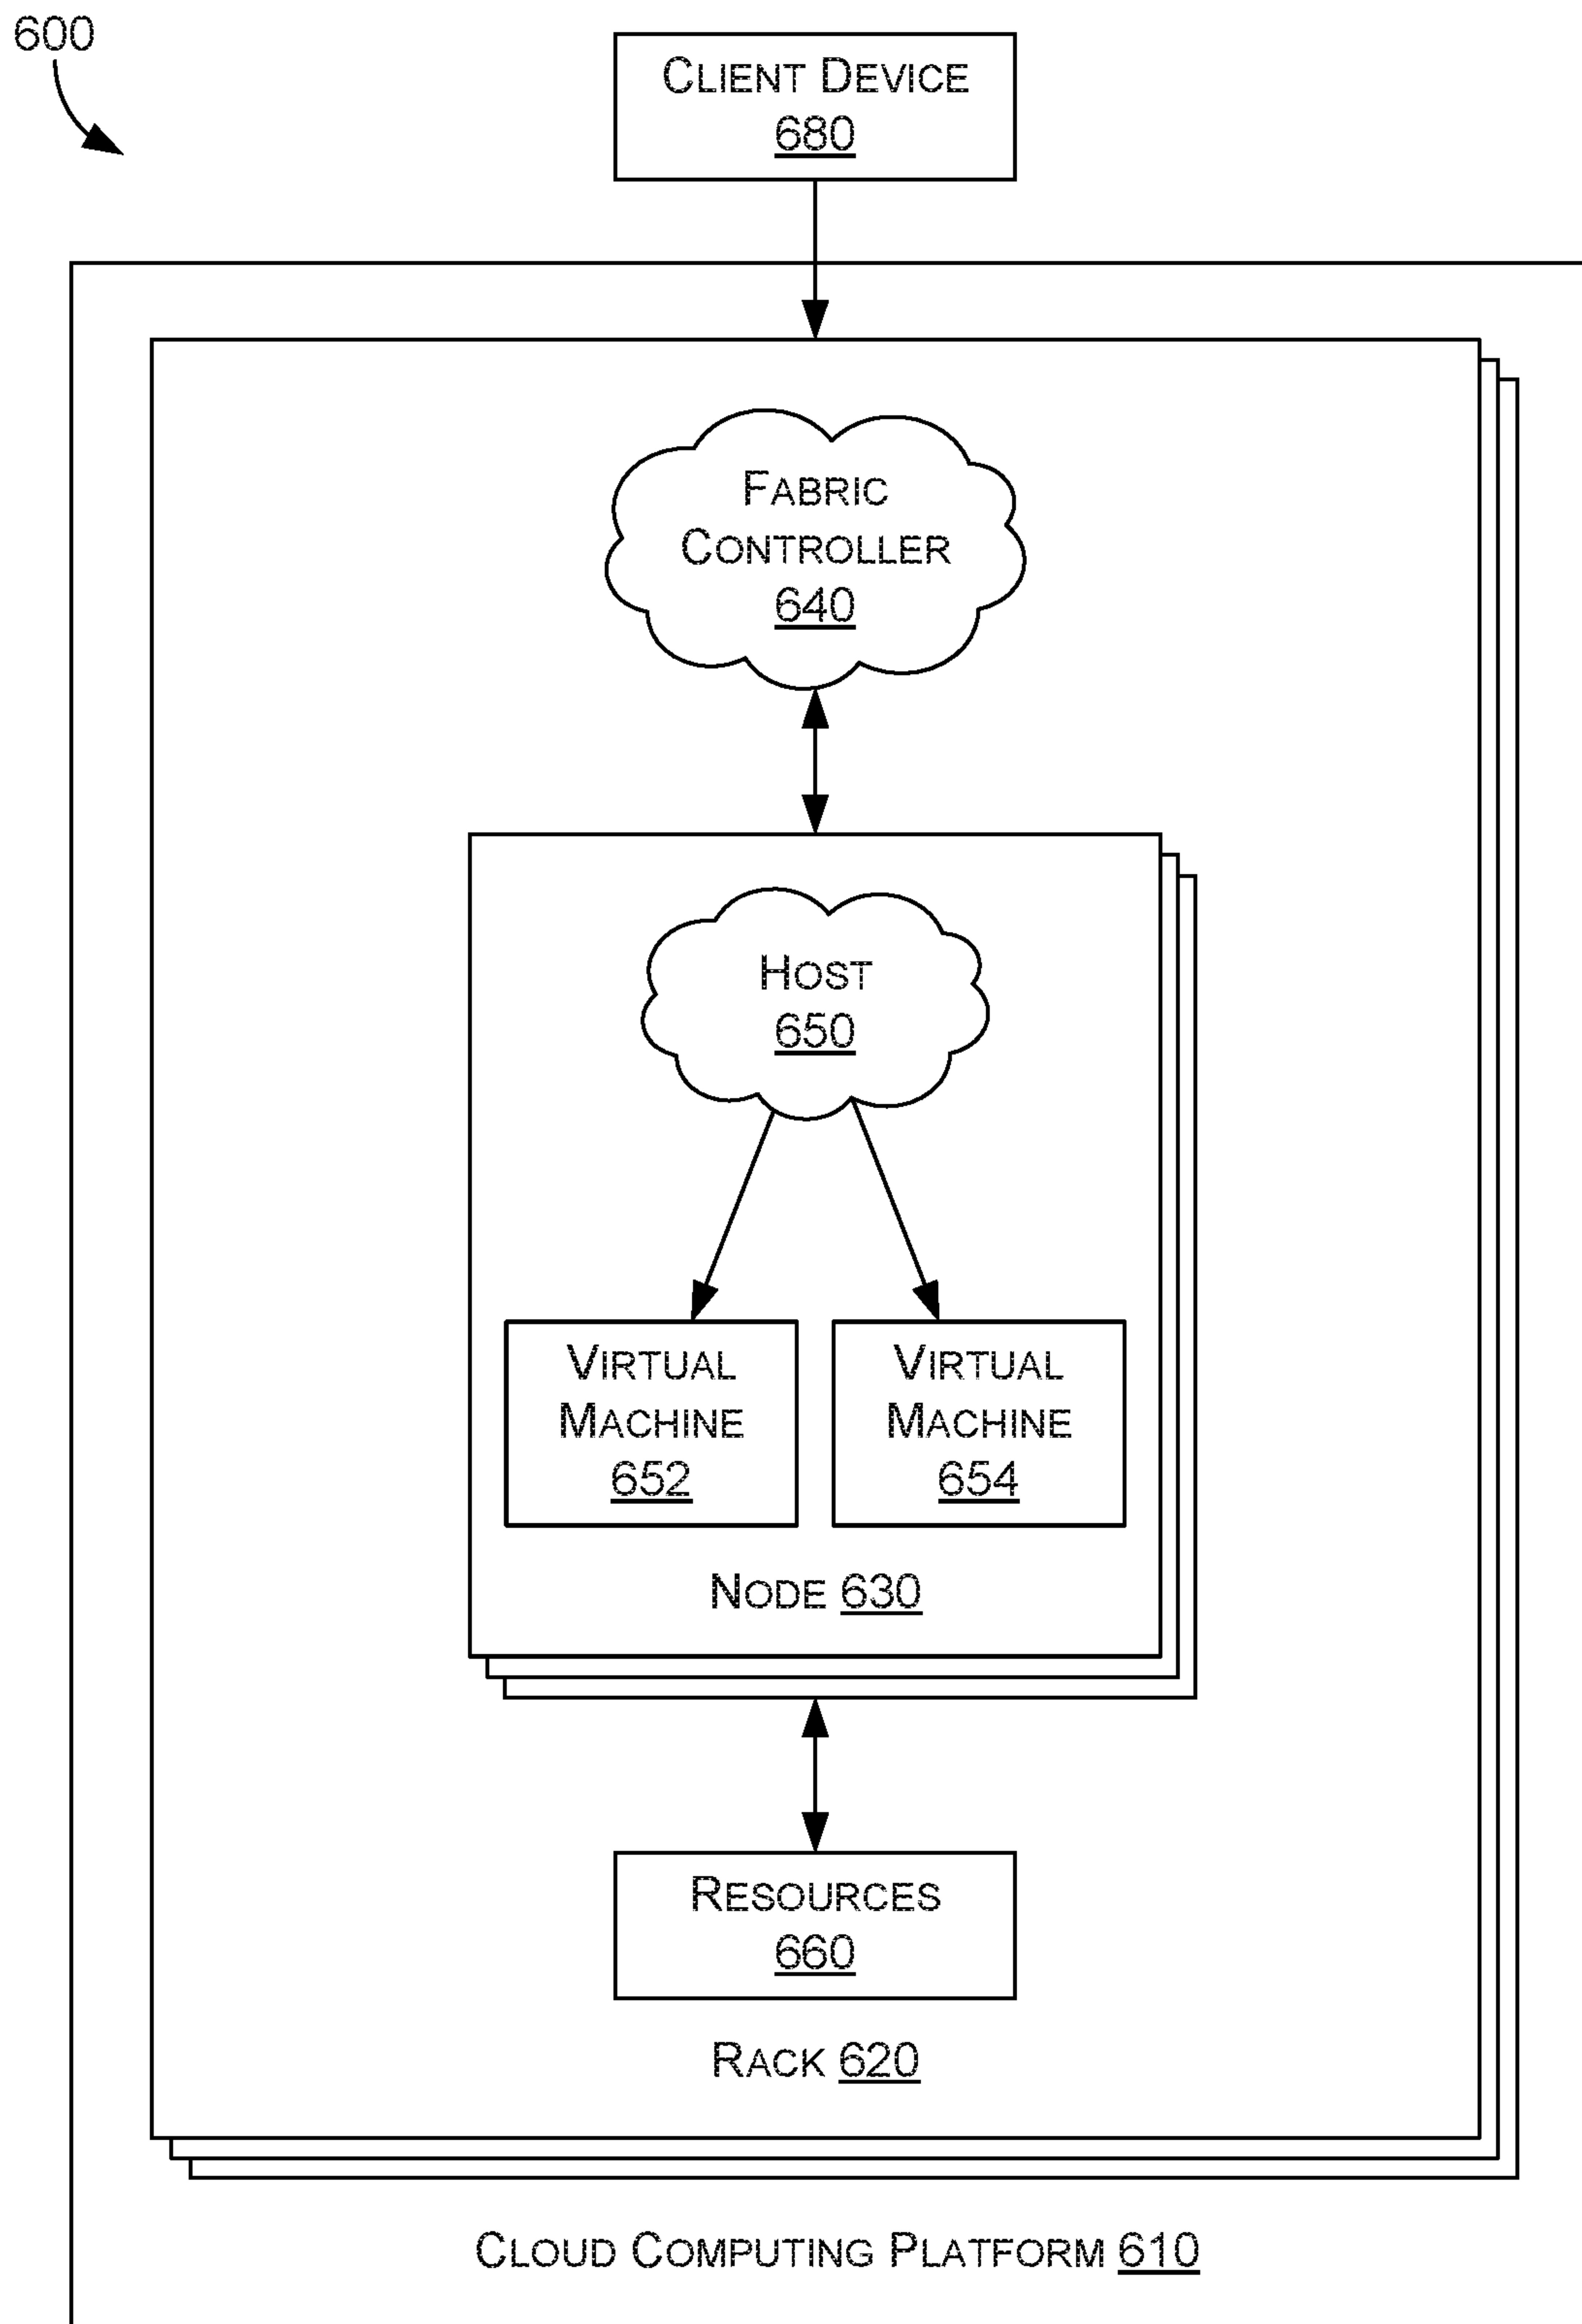 600
CLIENT DEVICE
680
FABRIC
CONTROLLER
640
HOST
650
VIRTUAL
MACHINE
652
VIRTUAL
MACHINE
654
NODE 630
RESOURCES
660
RACK 620
CLOUD COMPUTING PLATFORM 610